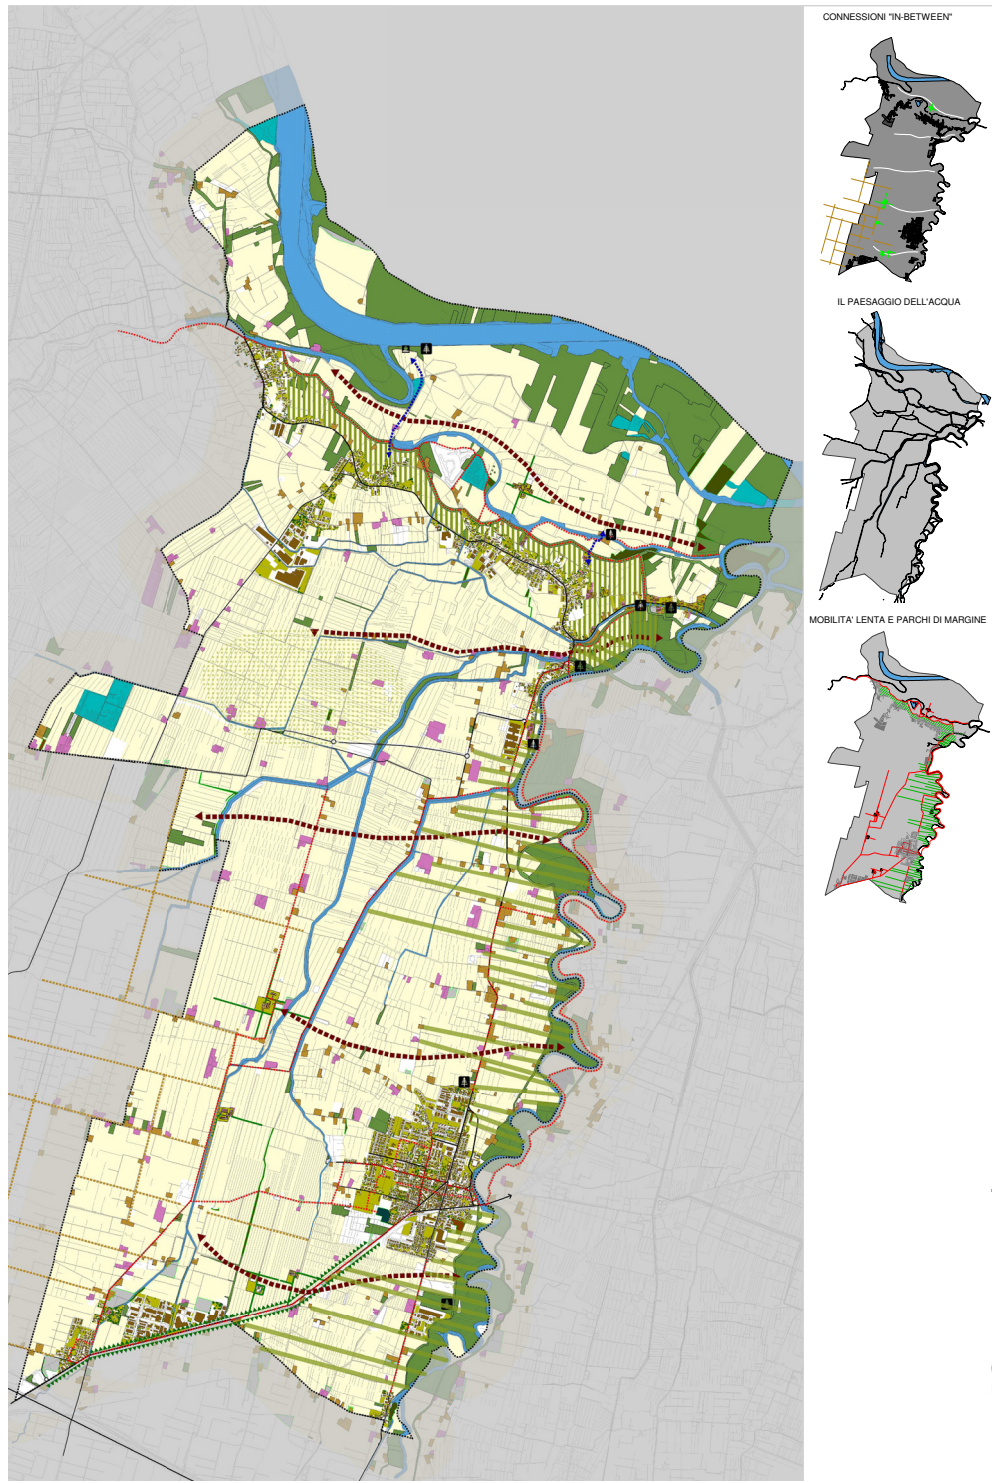 CONNESSIONI "IN-BETWEEN"
IL PAESAGGIO DELL'ACQUA
MOBILITA' LENTA E PARCHI DI MARGINE